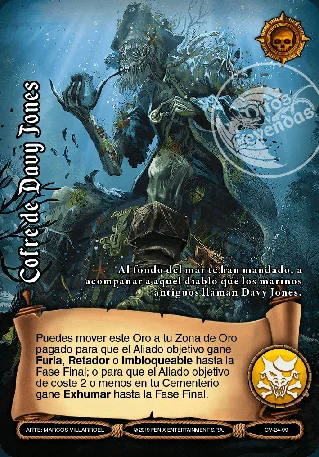 Cofre de Davy Jones
Mitos
Leyendas
Al fondo del mar te han mandado, a
acompañar a aquel diablo que los marinos
antiguos llaman Davy Jones.
Puedes mover este Oro a tu Zona de Oro
pagado para que el Aliado objetivo gane
Furia, Retador o Imbloqueable hasta la
Fase Final; o para que el Aliado objetivo
de coste 2 o menos en tu Cementerio
gane Exhumar hasta la Fase Final.
ARTE: MARCOS VILLARROEL